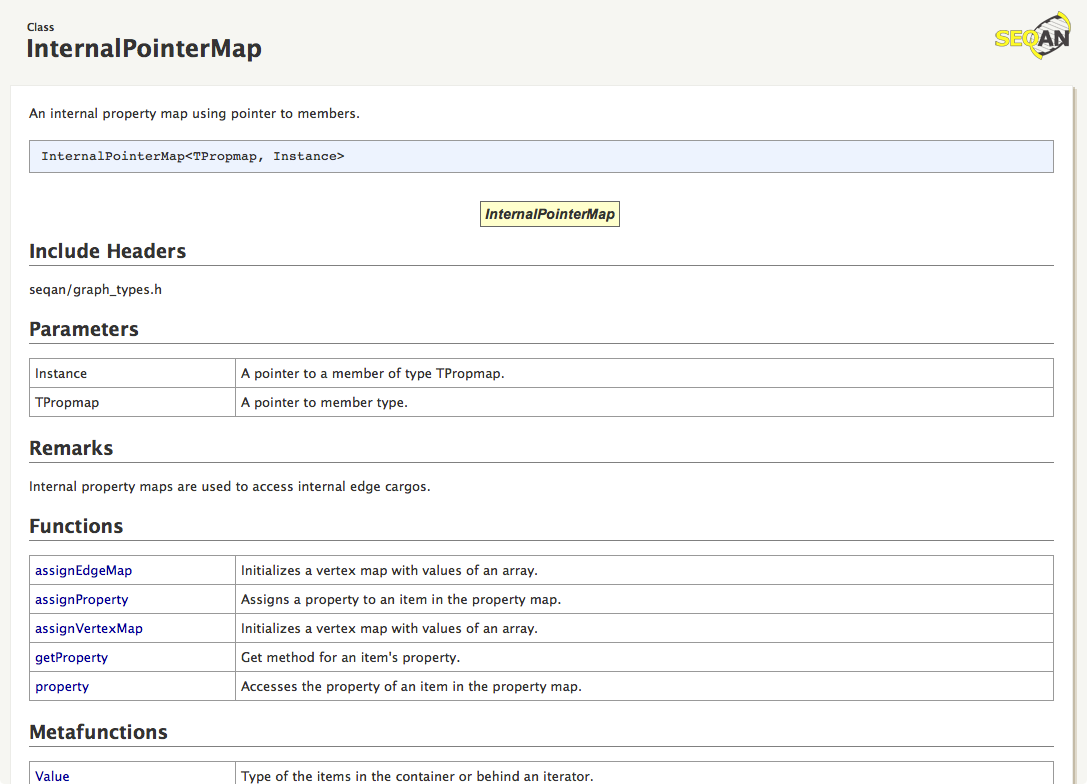 Class
InternalPointerMap
SEQAN
An internal property map using pointer to members.
InternalPointerMap<TPropmap, Instance>
InternalPointerMap
Include Headers
seqan/graph_types.h
Parameters
Instance A pointer to a member of type TPropmap.
TPropmap A pointer to member type.
Remarks
Internal property maps are used to access internal edge cargos.
Functions
assignEdgeMap Initializes a vertex map with values of an array.
assignProperty Assigns a property to an item in the property map.
assignVertexMap Initializes a vertex map with values of an array.
getProperty Get method for an item's property.
property Accesses the property of an item in the property map.
Metafunctions
Value Type of the items in the container or behind an iterator.